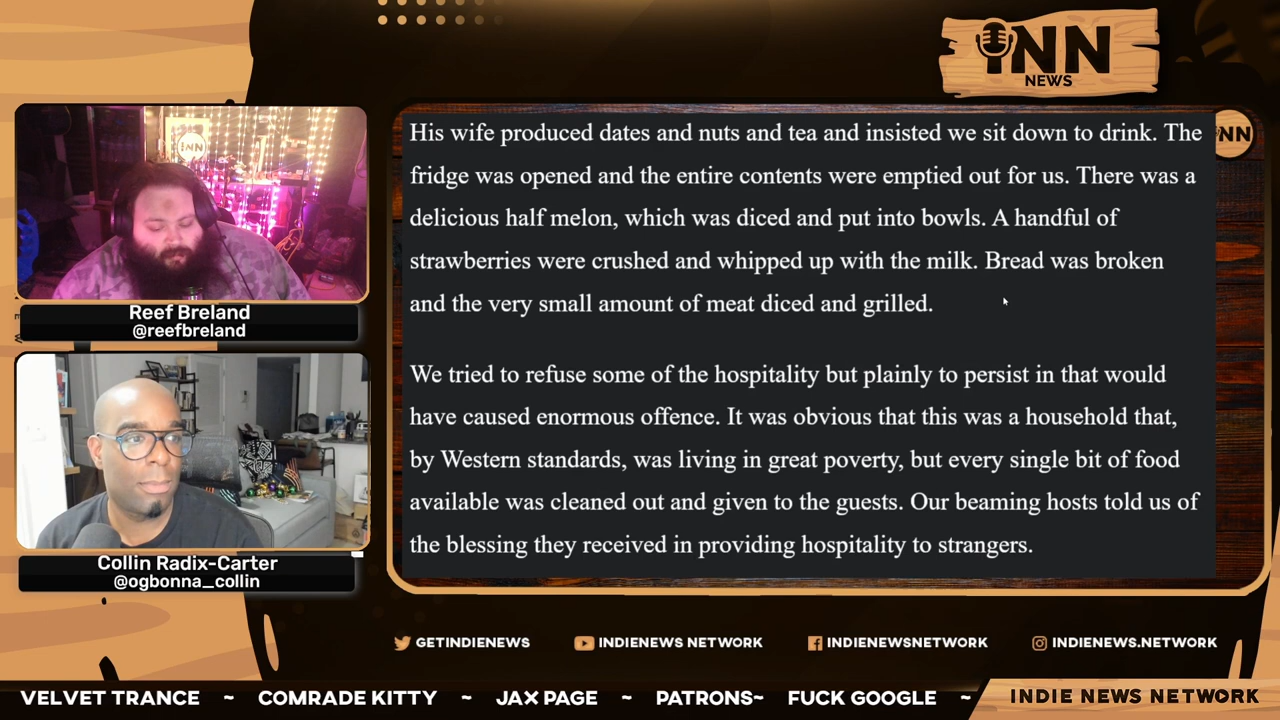 iNN
NEWS
His wife produced dates and nuts and tea and insisted we sit down to drink. The
fridge was opened and the entire contents were emptied out for us. There was a
delicious half melon, which was diced and put into bowls. A handful of
strawberries were crushed and whipped up with the milk. Bread was broken
and the very small amount of meat diced and grilled.
We tried to refuse some of the hospitality but plainly to persist in that would
have caused enormous offence. It was obvious that this was a household that,
by Western standards, was living in great poverty, but every single bit of food
available was cleaned out and given to the guests. Our beaming hosts told us of
the blessing they received in providing hospitality to strangers.
NN
iNN
Reef Breland
@reefbreland
Collin Radix-Carter
@ogbonna_collin
GETINDIENEWS
INDIENEWS NETWORK
INDIENEWSNETWORK
INDIENEWS.NETWORK
VELVET TRANCE ~ COMRADE KITTY ~ JAX PAGE ~ PATRONS~ FUCK GOOGLE ~
INDIE NEWS NETWORK